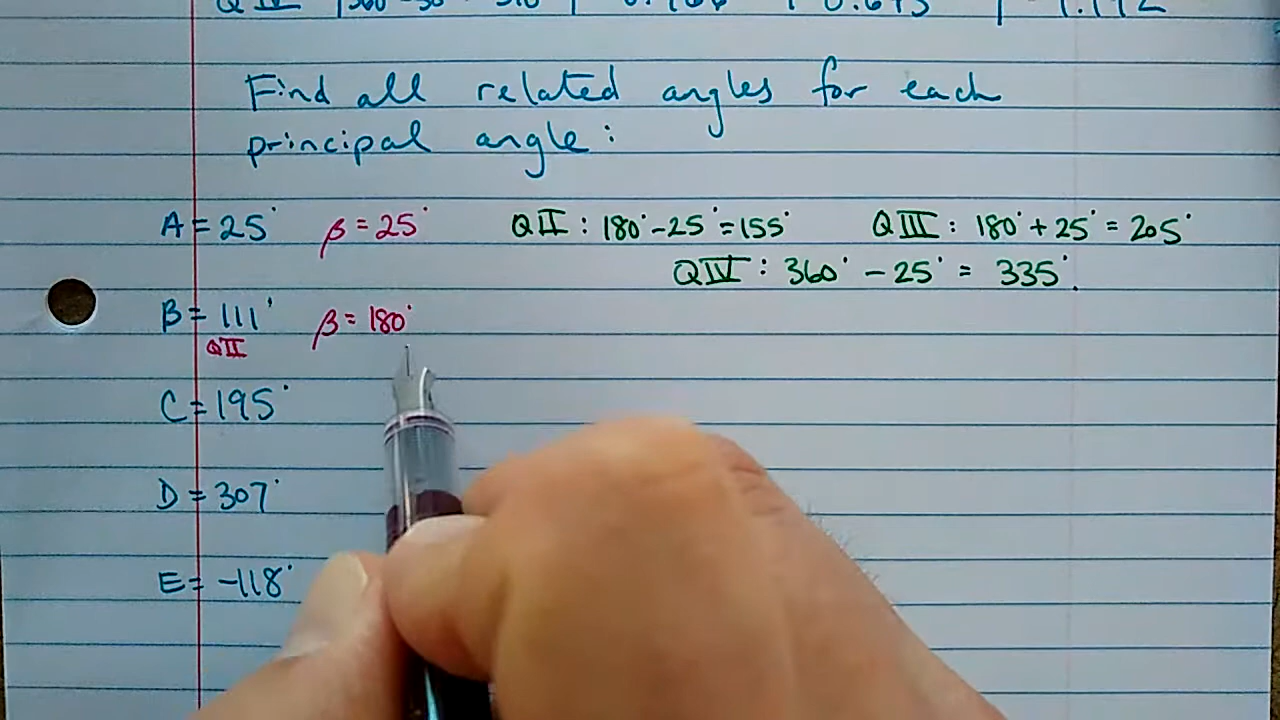 Find all related angles for each
principal angle:
A = 25° β = 25° QII : 180° - 25° = 155° QIII : 180° + 25° = 205°
QIV : 360° - 25° = 335°.
B = 111° β = 180°
QII
C = 195°
D = 307°
E = -118°